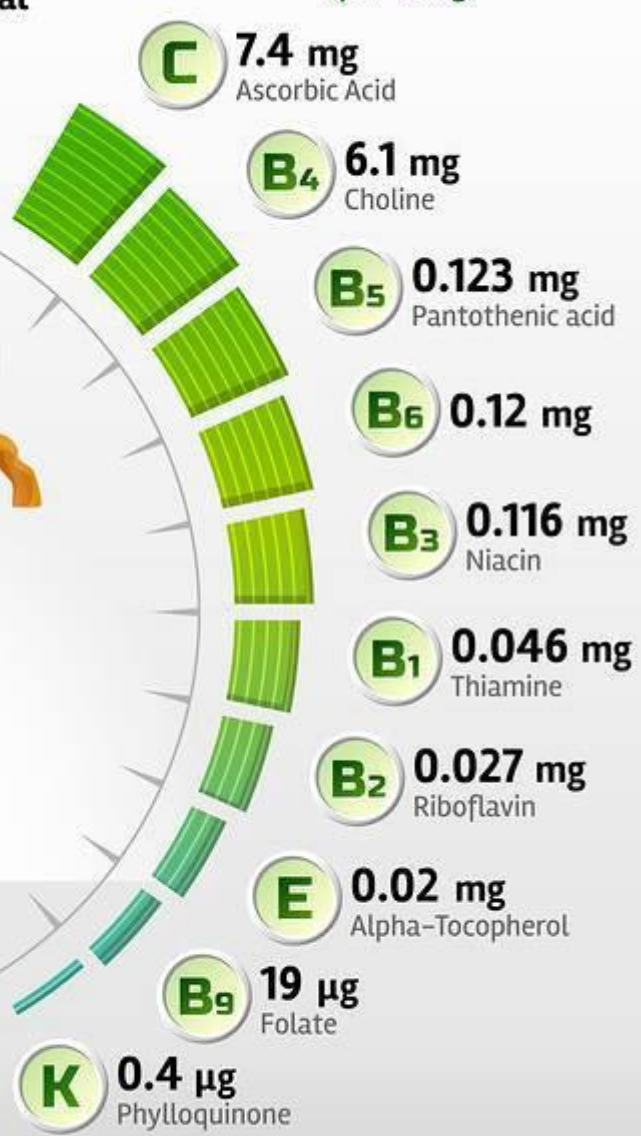 C
7.4 mg
Ascorbic Acid
B4
6.1 mg
Choline
B5
0.123 mg
Pantothenic acid
B6
0.12 mg
B3
0.116 mg
Niacin
B1
0.046 mg
Thiamine
B2
0.027 mg
Riboflavin
E
0.02 mg
Alpha-Tocopherol
B9
19 µg
Folate
K
0.4 µg
Phylloquinone